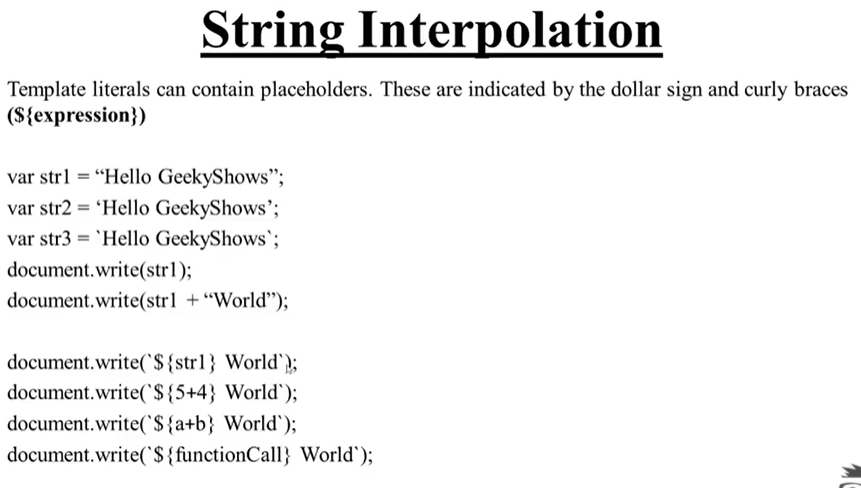 String Interpolation
Template literals can contain placeholders. These are indicated by the dollar sign and curly braces
(${expression})
var str1 = “Hello GeekyShows”;
var str2 = ‘Hello GeekyShows’;
var str3 = `Hello GeekyShows`;
document.write(str1);
document.write(str1 + “World”);
document.write(`${str1} World`);
document.write(`${5+4} World`);
document.write(`${a+b} World`);
document.write(`${functionCall} World`);